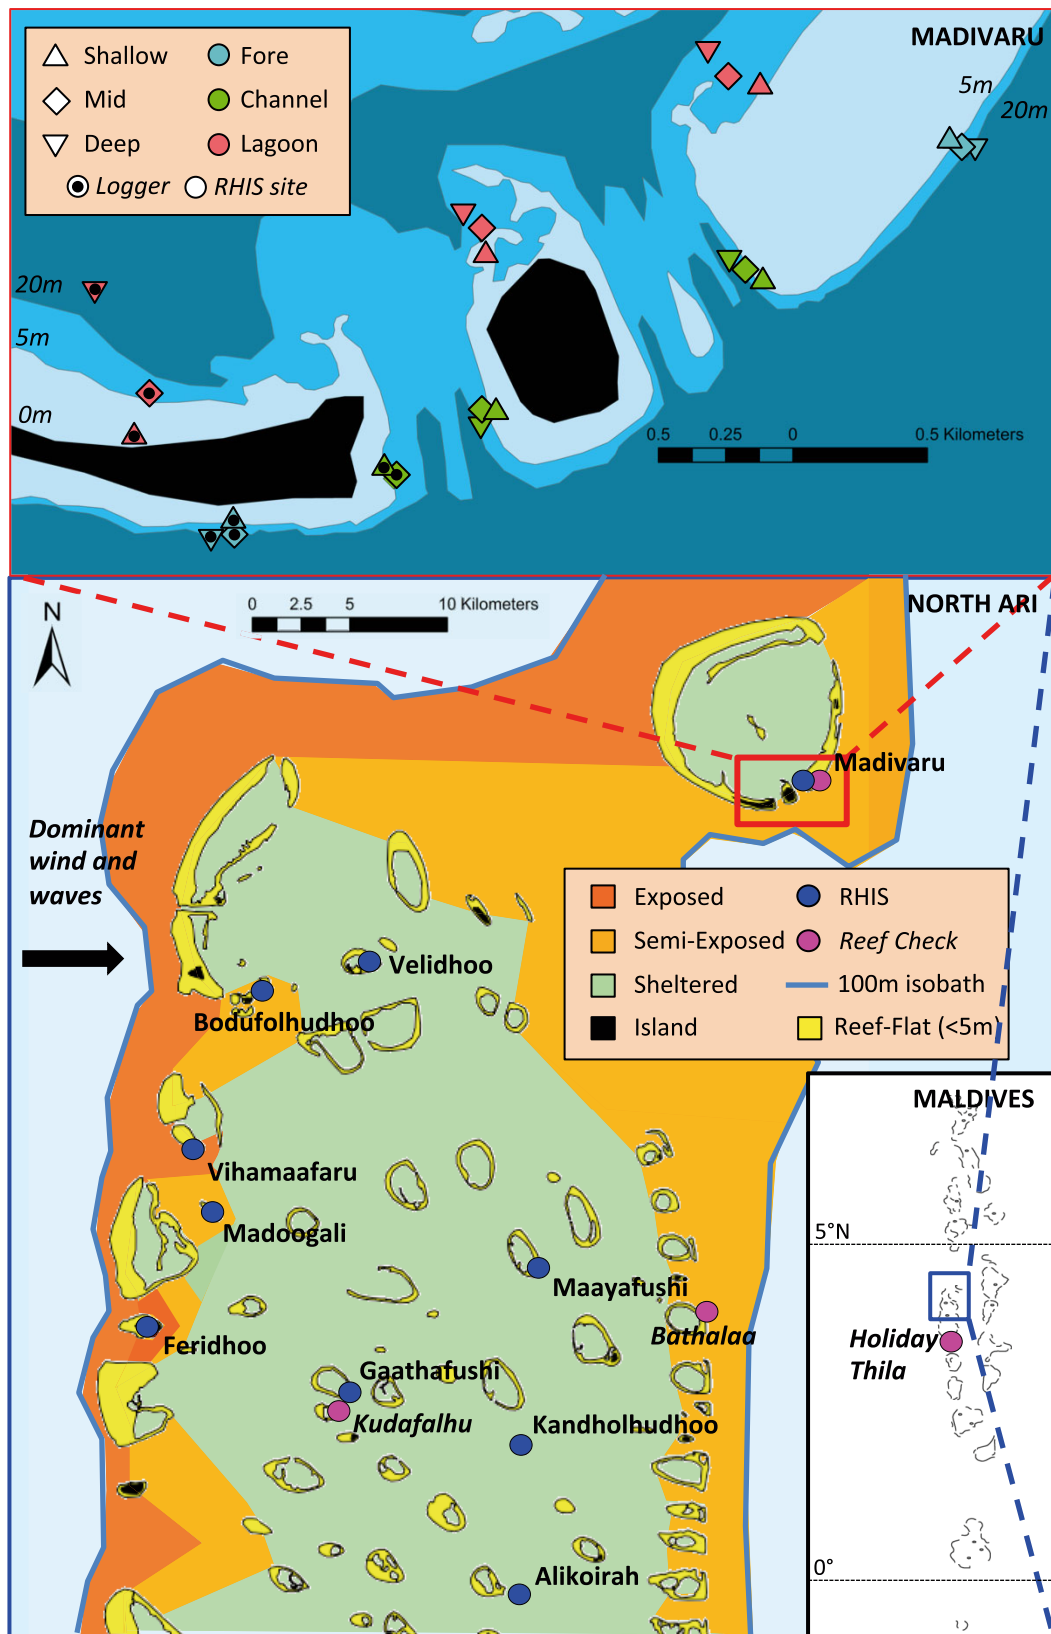 MADIVARU
Shallow
Fore
Mid
Channel
Deep
Lagoon
Logger
RHIS site
5m
20m
20m
5m
0m
0.5 0.25 0 0.5 Kilometers
NORTH ARI
N
0 2.5 5 10 Kilometers
Madivaru
Dominant
wind and
waves
Exposed
RHIS
Semi-Exposed
Reef Check
Sheltered
100m isobath
Island
Reef-Flat (<5m)
Velidhoo
Bodufolhudhoo
Vihamaafaru
Madoogali
Maayafushi
Bathalaa
Feridhoo
Gaathafushi
Kudafalhu
Kandholhudhoo
Alikoirah
MALDIVES
5°N
Holiday
Thila
0°